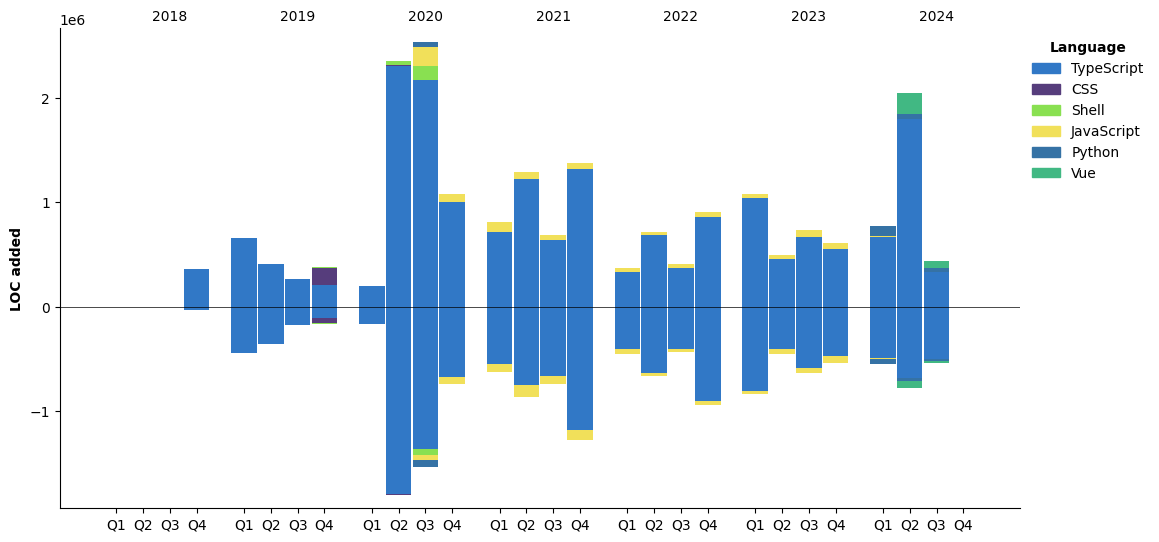 2018 2019 2020 2021 2022 2023 2024
1e6
Language
TypeScript
CSS
Shell
JavaScript
Python
Vue
LOC added
2
1
0
−1
Q1 Q2 Q3 Q4 Q1 Q2 Q3 Q4 Q1 Q2 Q3 Q4 Q1 Q2 Q3 Q4 Q1 Q2 Q3 Q4 Q1 Q2 Q3 Q4 Q1 Q2 Q3 Q4